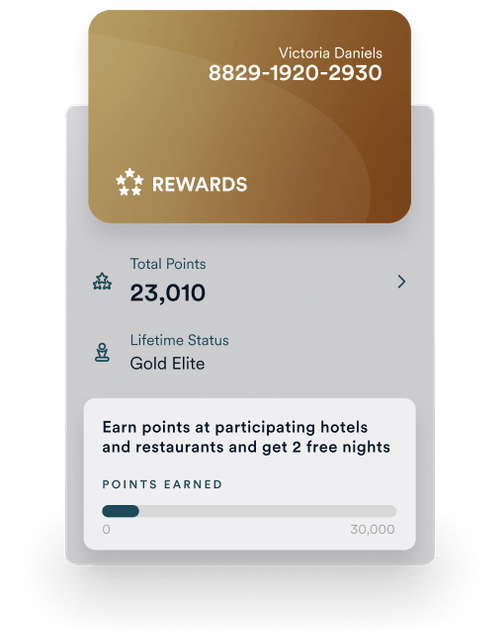 Victoria Daniels
8829-1920-2930
REWARDS
Total Points
23,010
Lifetime Status
Gold Elite
Earn points at participating hotels
and restaurants and get 2 free nights
POINTS EARNED
0 30,000